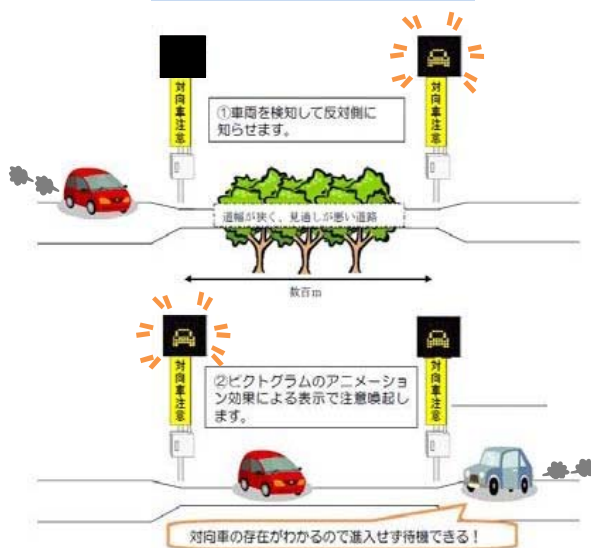 対向車注意
対向車注意
①車両を検知して反対側に
知らせます。
道幅が狭く、見通しが悪い道路
数百m
対向車注意
対向車注意
②ピクトグラムのアニメーショ
ン効果による表示で注意喚起し
ます。
対向車の存在がわかるので進入せず待機できる！